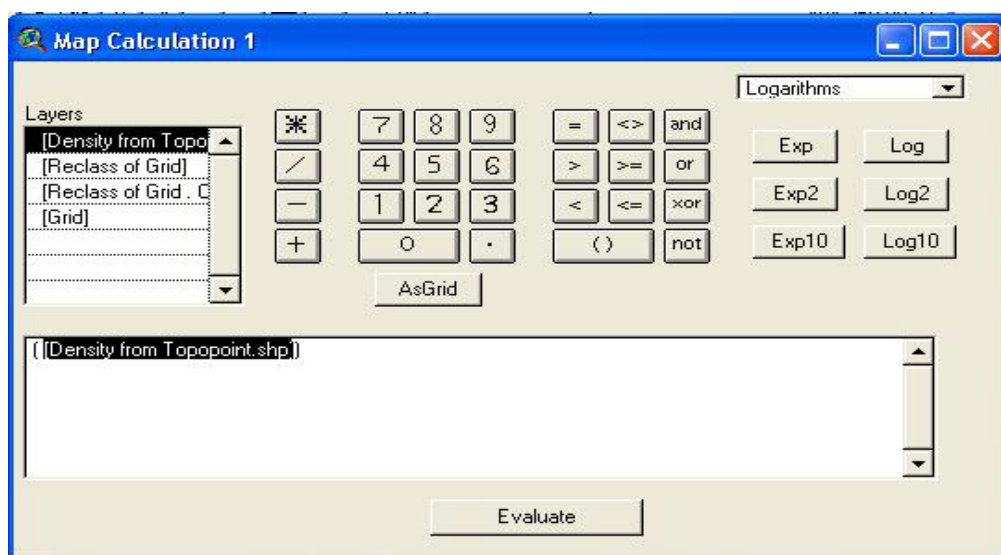 Map Calculation 1
Logarithms
Layers
[Density from Topo
[Reclass of Grid]
[Reclass of Grid . C
[Grid]
* 7 8 9 = <> and
/ 4 5 6 > >= or
- 1 2 3 < <= xor
+ 0 . ( ) not
AsGrid
Exp Log
Exp2 Log2
Exp10 Log10
( [Density from Topopoint.shp])
Evaluate